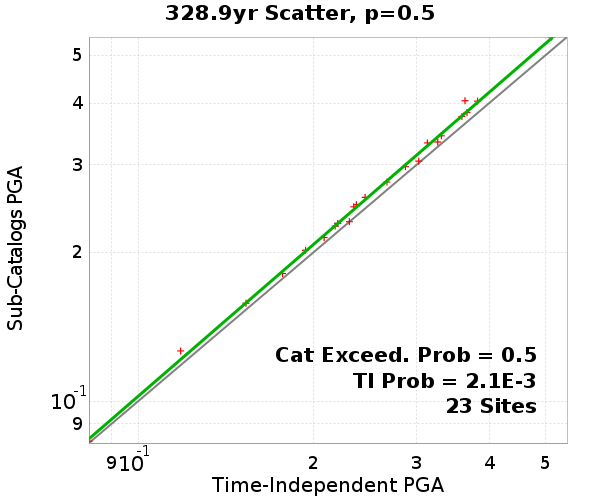 328.9yr Scatter, p=0.5
5
4
3
2
10-1
9
Sub-Catalogs PGA
Cat Exceed. Prob = 0.5
TI Prob = 2.1E-3
23 Sites
9 10-1 2 3 4 5
Time-Independent PGA